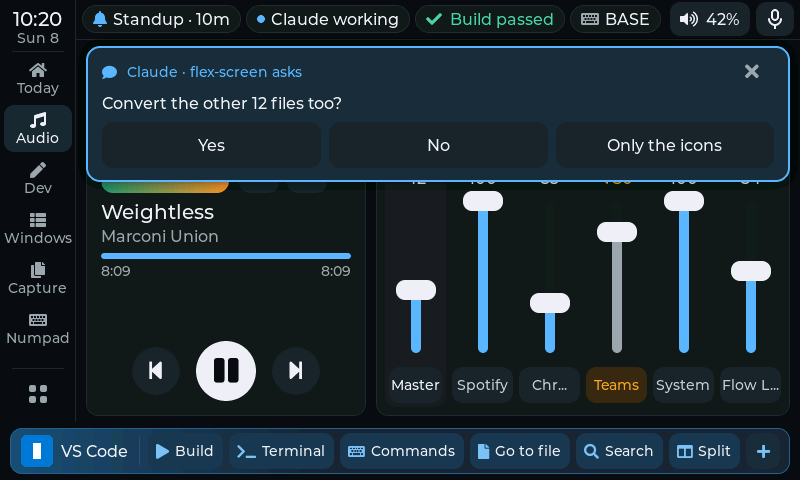 10:20
Sun 8
Standup · 10m
Claude working
Build passed
BASE
42%
Today
Audio
Dev
Windows
Capture
Numpad
Claude · flex-screen asks
Convert the other 12 files too?
Yes
No
Only the icons
Weightless
Marconi Union
8:09
8:09
Master
Spotify
Chr...
Teams
System
Flow L...
VS Code
Build
Terminal
Commands
Go to file
Search
Split